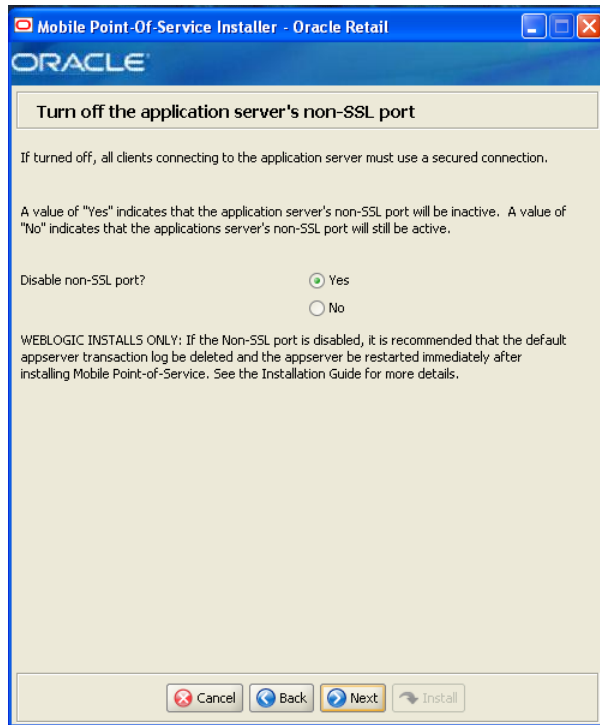 Mobile Point-Of-Service Installer - Oracle Retail
ORACLE
Turn off the application server's non-SSL port
If turned off, all clients connecting to the application server must use a secured connection.
A value of "Yes" indicates that the application server's non-SSL port will be inactive.  A value of
"No" indicates that the applications server's non-SSL port will still be active.
Disable non-SSL port?
Yes
No
WEBLOGIC INSTALLS ONLY: If the Non-SSL port is disabled, it is recommended that the default
appserver transaction log be deleted and the appserver be restarted immediately after
installing Mobile Point-of-Service. See the Installation Guide for more details.
Cancel Back Next Install